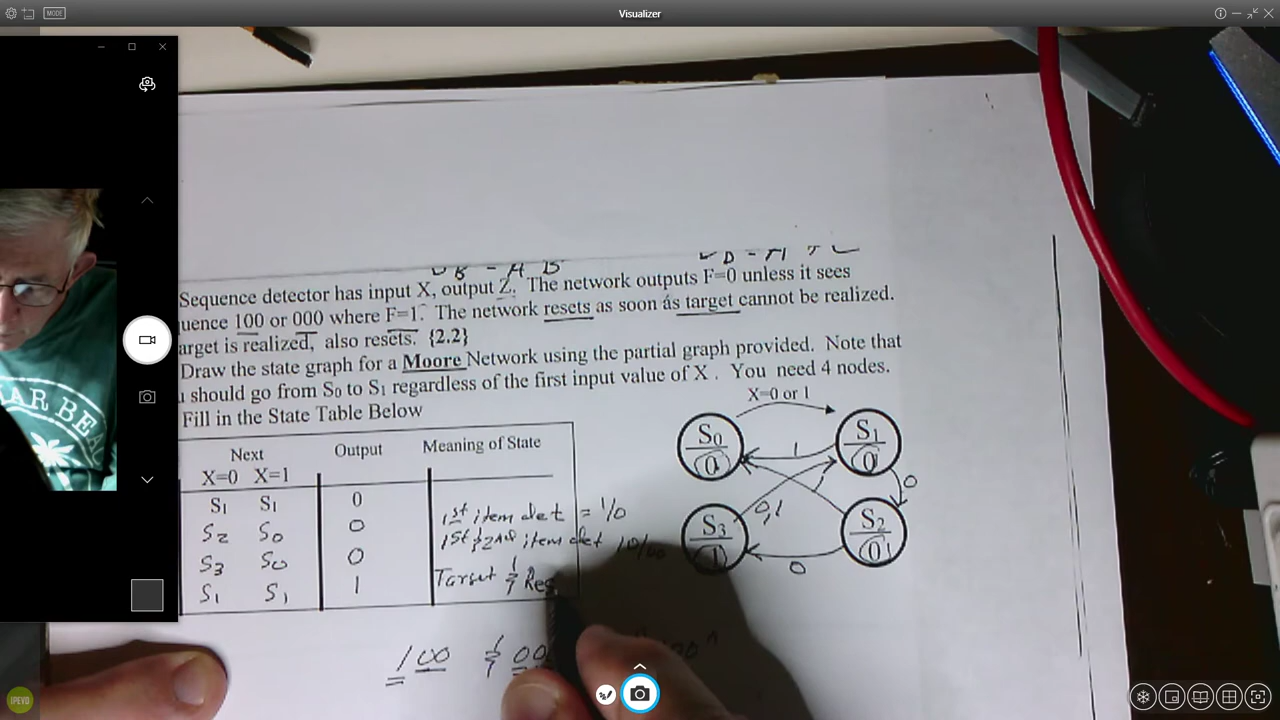 MODE
Visualizer
Sequence detector has input X, output Z. The network outputs F=0 unless it sees
uence 100 or 000 where F=1. The network resets as soon as target cannot be realized.
arget is realized, also resets. {2.2}
Draw the state graph for a Moore Network using the partial graph provided. Note that
u should go from S0 to S1 regardless of the first input value of X . You need 4 nodes.
Fill in the State Table Below
X=0 or 1
Next Output Meaning of State
X=0 X=1
S1 S1 0
S2 S0 0 1st item det = 1/0
S3 S0 0 1st & 2nd item det 10/00
S1 S1 1 Target & Res
S0 0
S1 0
S2 0
S3 1
1
0
0,1
1
0
100 & 00
EAR BE
IPEVO